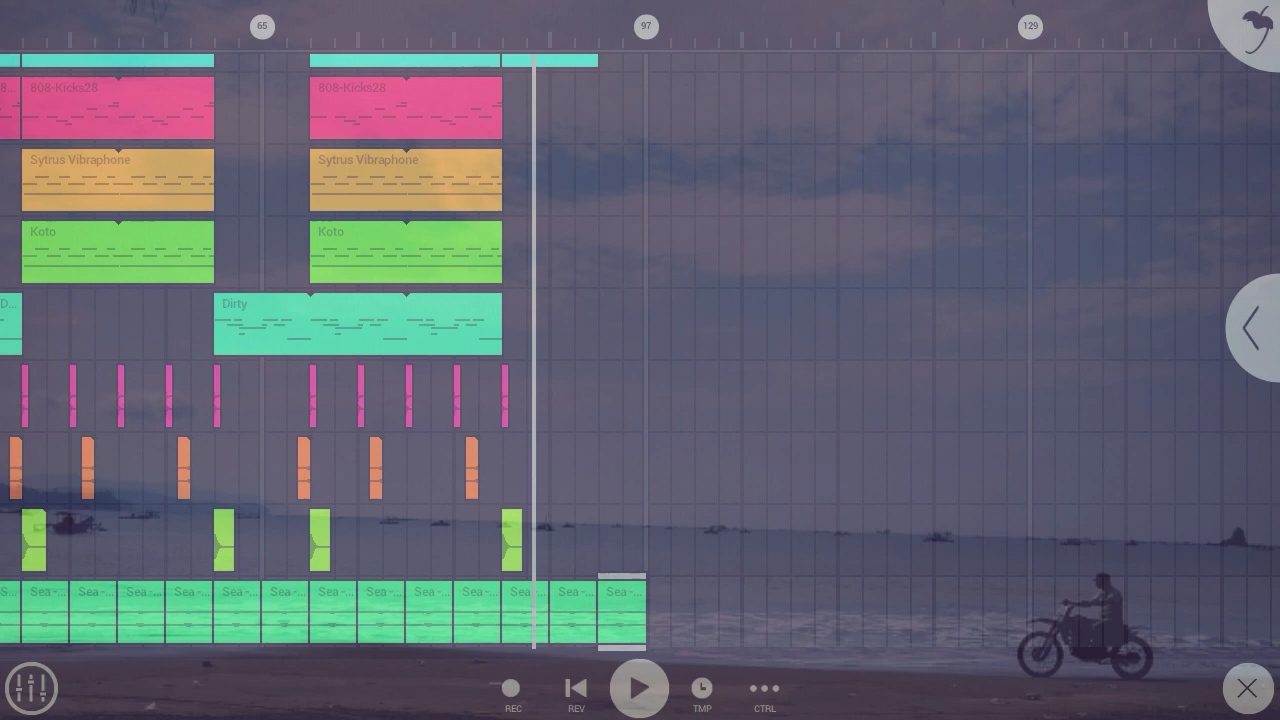 65 97 129
8... 808-Kicks28 808-Kicks28
Sytrus Vibraphone Sytrus Vibraphone
Koto Koto
D... Dirty
S... Sea -... Sea -... Sea -... Sea -... Sea -... Sea -... Sea -... Sea -... Sea -... Sea -... Sea -... Sea -... Sea -...
REC REV TMP CTRL